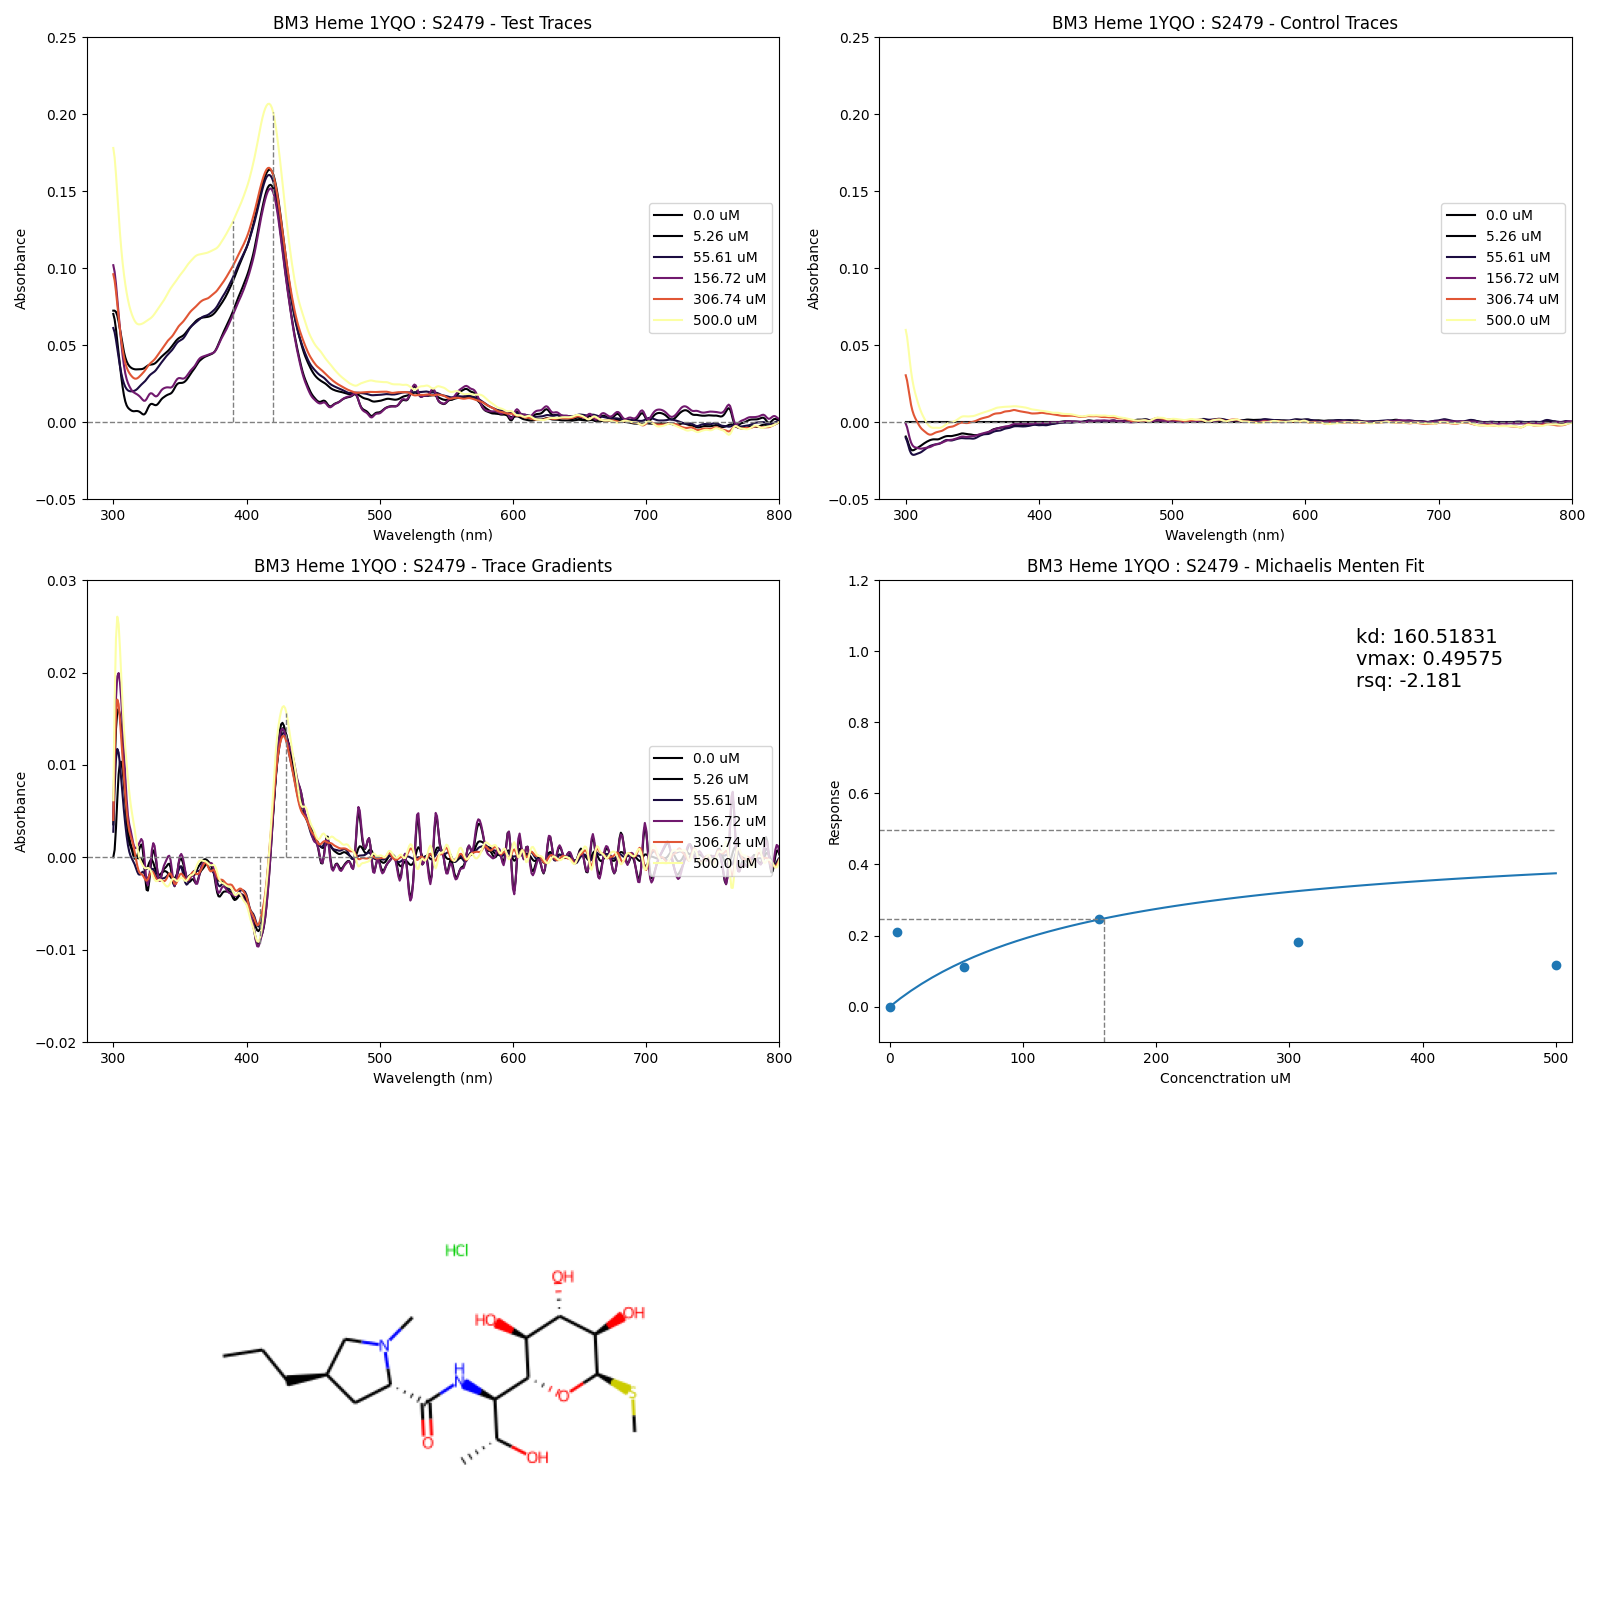 BM3 Heme 1YQO : S2479 - Test Traces
0.25
0.20
0.15
0.10
0.05
0.00
−0.05
Absorbance
300 400 500 600 700 800
Wavelength (nm)
0.0 uM
5.26 uM
55.61 uM
156.72 uM
306.74 uM
500.0 uM
BM3 Heme 1YQO : S2479 - Control Traces
0.25
0.20
0.15
0.10
0.05
0.00
−0.05
Absorbance
300 400 500 600 700 800
Wavelength (nm)
0.0 uM
5.26 uM
55.61 uM
156.72 uM
306.74 uM
500.0 uM
BM3 Heme 1YQO : S2479 - Trace Gradients
0.03
0.02
0.01
0.00
−0.01
−0.02
Absorbance
300 400 500 600 700 800
Wavelength (nm)
0.0 uM
5.26 uM
55.61 uM
156.72 uM
306.74 uM
500.0 uM
BM3 Heme 1YQO : S2479 - Michaelis Menten Fit
1.2
1.0
0.8
0.6
0.4
0.2
0.0
Response
kd: 160.51831
vmax: 0.49575
rsq: -2.181
0 100 200 300 400 500
Concenctration uM
HCl
OH
HO
OH
N
H
N
O
S
O
OH